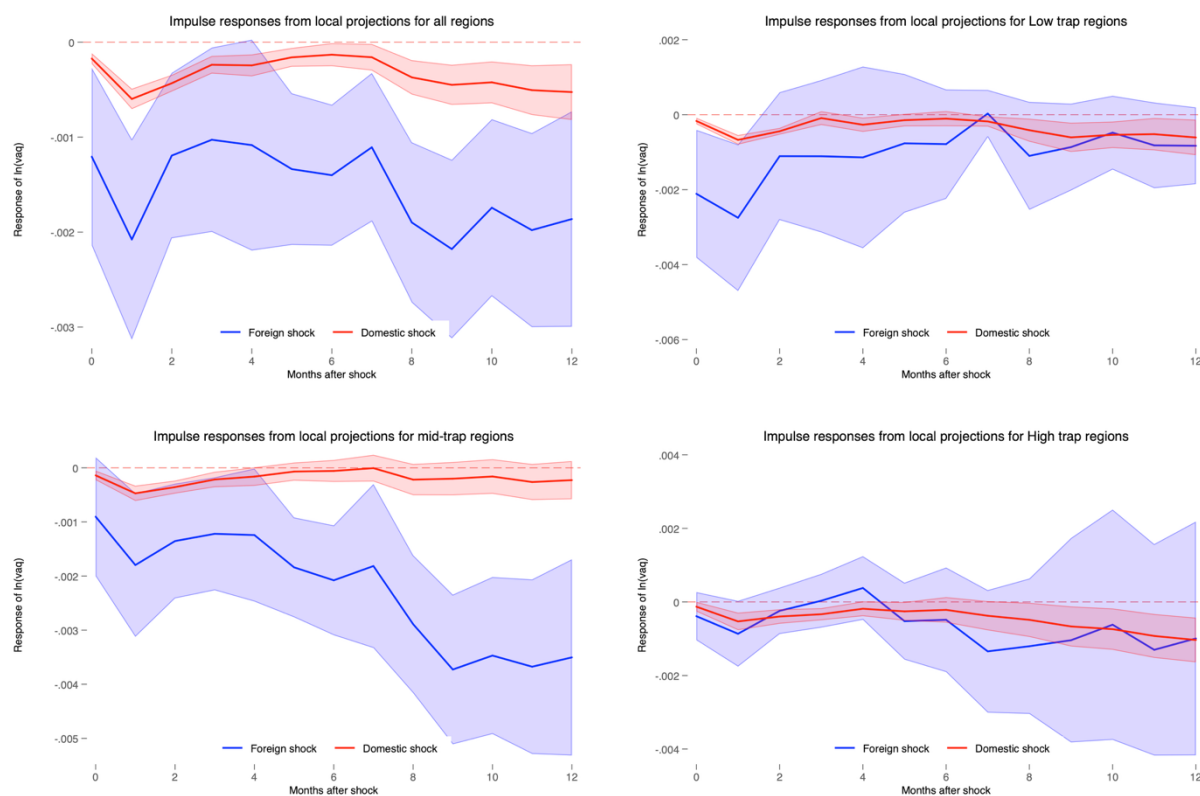 Impulse responses from local projections for all regions
Response of ln(vaq)
0
-.001
-.002
-.003
Foreign shock
Domestic shock
0
2
4
6
8
10
12
Months after shock
Impulse responses from local projections for Low trap regions
Response of ln(vaq)
.002
0
-.002
-.004
-.006
Foreign shock
Domestic shock
0
2
4
6
8
10
12
Months after shock
Impulse responses from local projections for mid-trap regions
Response of ln(vaq)
0
-.001
-.002
-.003
-.004
-.005
Foreign shock
Domestic shock
0
2
4
6
8
10
12
Months after shock
Impulse responses from local projections for High trap regions
Response of ln(vaq)
.004
.002
0
-.002
-.004
Foreign shock
Domestic shock
0
2
4
6
8
10
12
Months after shock